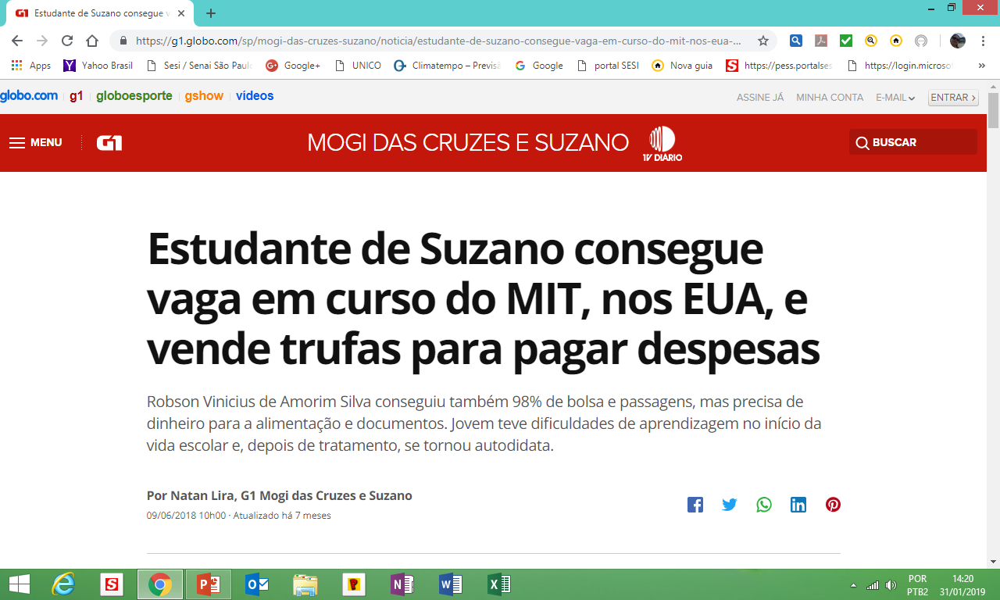 G1 Estudante de Suzano consegue v
https://g1.globo.com/sp/mogi-das-cruzes-suzano/noticia/estudante-de-suzano-consegue-vaga-em-curso-do-mit-nos-eua-...
Apps Yahoo Brasil Sesi / Senai São Paulo Google+ UNICO Climatempo – Previsã Google portal SESI Nova guia https://pess.portalses https://login.microsof
globo.com g1 globoesporte gshow vídeos ASSINE JÁ MINHA CONTA E-MAIL ENTRAR
MENU G1 MOGI DAS CRUZES E SUZANO TV DIÁRIO BUSCAR
Estudante de Suzano consegue
vaga em curso do MIT, nos EUA, e
vende trufas para pagar despesas
Robson Vinicius de Amorim Silva conseguiu também 98% de bolsa e passagens, mas precisa de
dinheiro para a alimentação e documentos. Jovem teve dificuldades de aprendizagem no início da
vida escolar e, depois de tratamento, se tornou autodidata.
Por Natan Lira, G1 Mogi das Cruzes e Suzano
09/06/2018 10h00 · Atualizado há 7 meses
POR 14:20
PTB2 31/01/2019